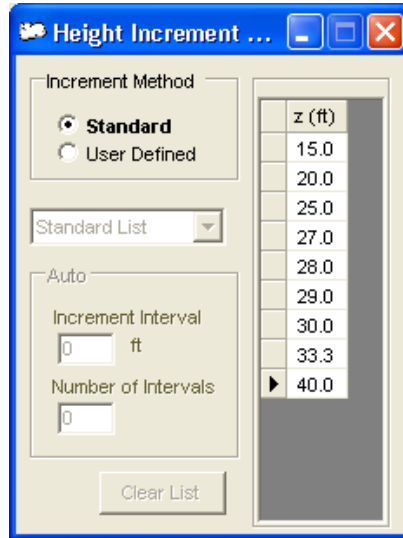 Height Increment ...
Increment Method
Standard
User Defined
Standard List
Auto
Increment Interval
0 ft
Number of Intervals
0
Clear List
z (ft)
15.0
20.0
25.0
27.0
28.0
29.0
30.0
33.3
40.0